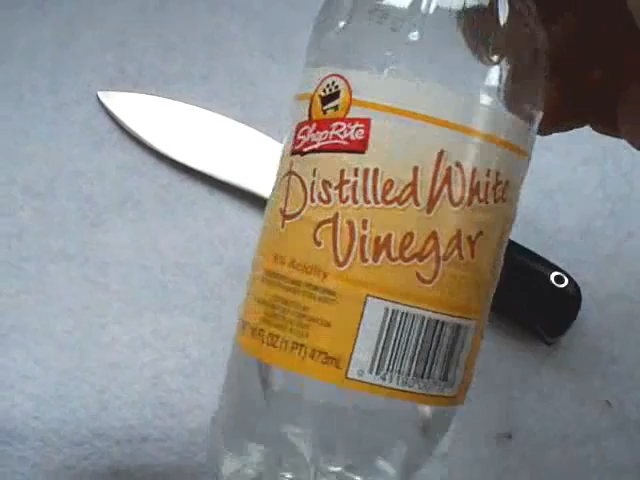 ShopRite
Distilled White
Vinegar
5% Acidity
16 FL OZ (1 PT) 473mL